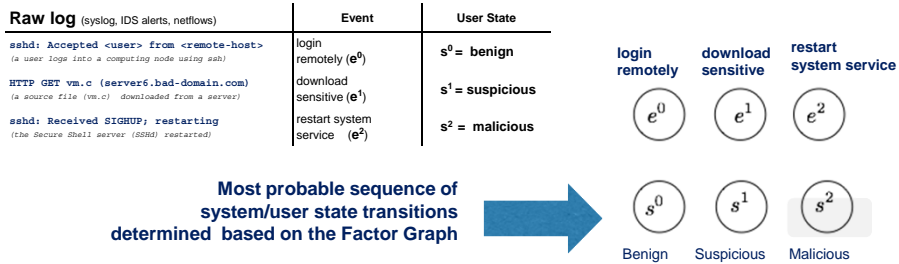 Raw log (syslog, IDS alerts, netflows)
Event
User State
sshd: Accepted <user> from <remote-host>
(a user logs into a computing node using ssh)
login
remotely (e⁰)
s⁰ = benign
HTTP GET vm.c (server6.bad-domain.com)
(a source file (vm.c) downloaded from a server)
download
sensitive (e¹)
s¹ = suspicious
sshd: Received SIGHUP; restarting
(the Secure Shell server (SSHd) restarted)
restart system
service (e²)
s² = malicious
login
remotely
download
sensitive
restart
system service
e⁰
e¹
e²
Most probable sequence of
system/user state transitions
determined based on the Factor Graph
s⁰
s¹
s²
Benign
Suspicious
Malicious